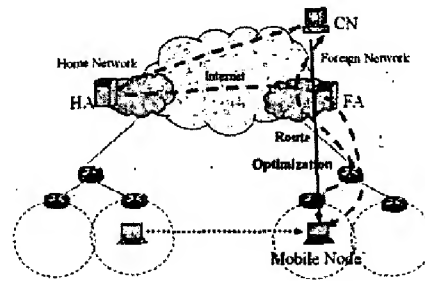 CN
Home Network
Foreign Network
Internet
HA
FA
Route
Optimization
Mobile Node